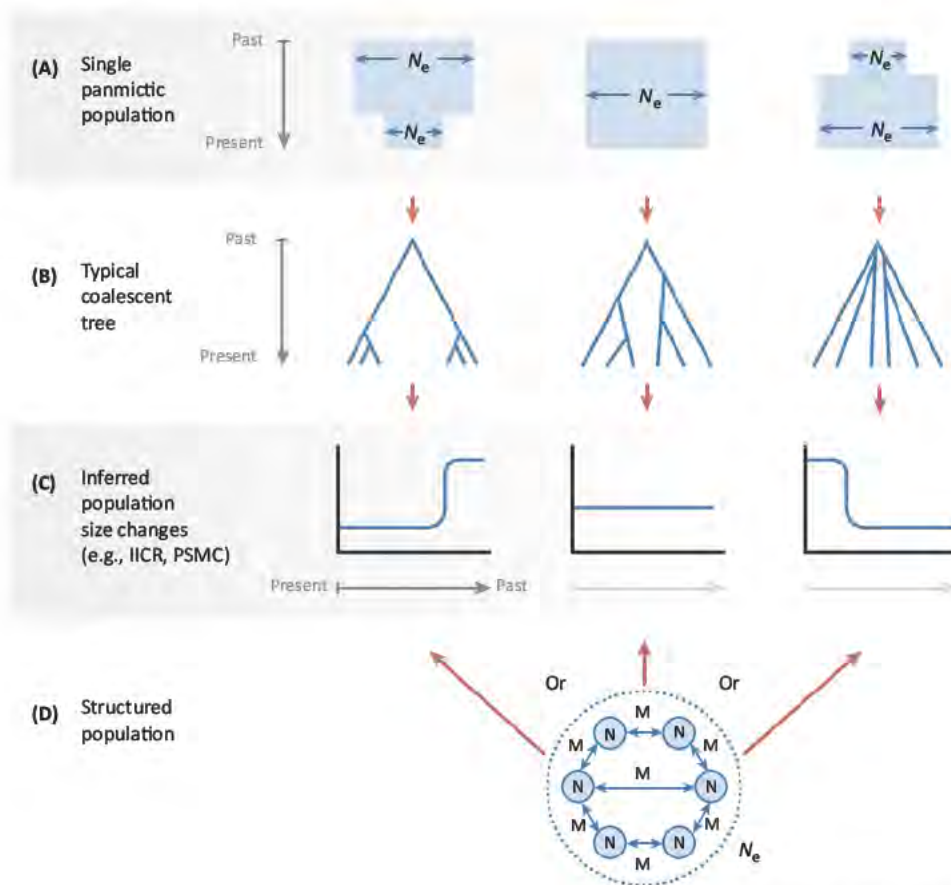 (A) Single
panmictic
population
Past
Present
Nₑ
Nₑ
Nₑ
Nₑ
Nₑ
(B) Typical
coalescent
tree
Past
Present
(C) Inferred
population
size changes
(e.g., IICR, PSMC)
Present
Past
(D) Structured
population
Or
Or
M
N
N
M
M
N
M
N
M
M
N
N
M
Nₑ